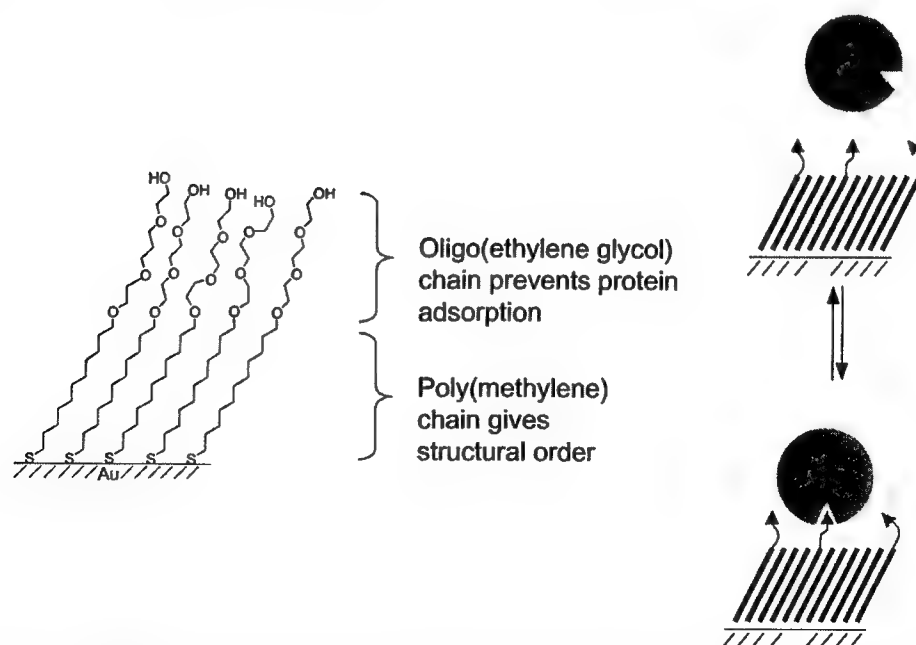 HO OH OH HO OH
O O O O O
O O O O O
O O O O O
S S S S S
Au
Oligo(ethylene glycol)
chain prevents protein
adsorption
Poly(methylene)
chain gives
structural order